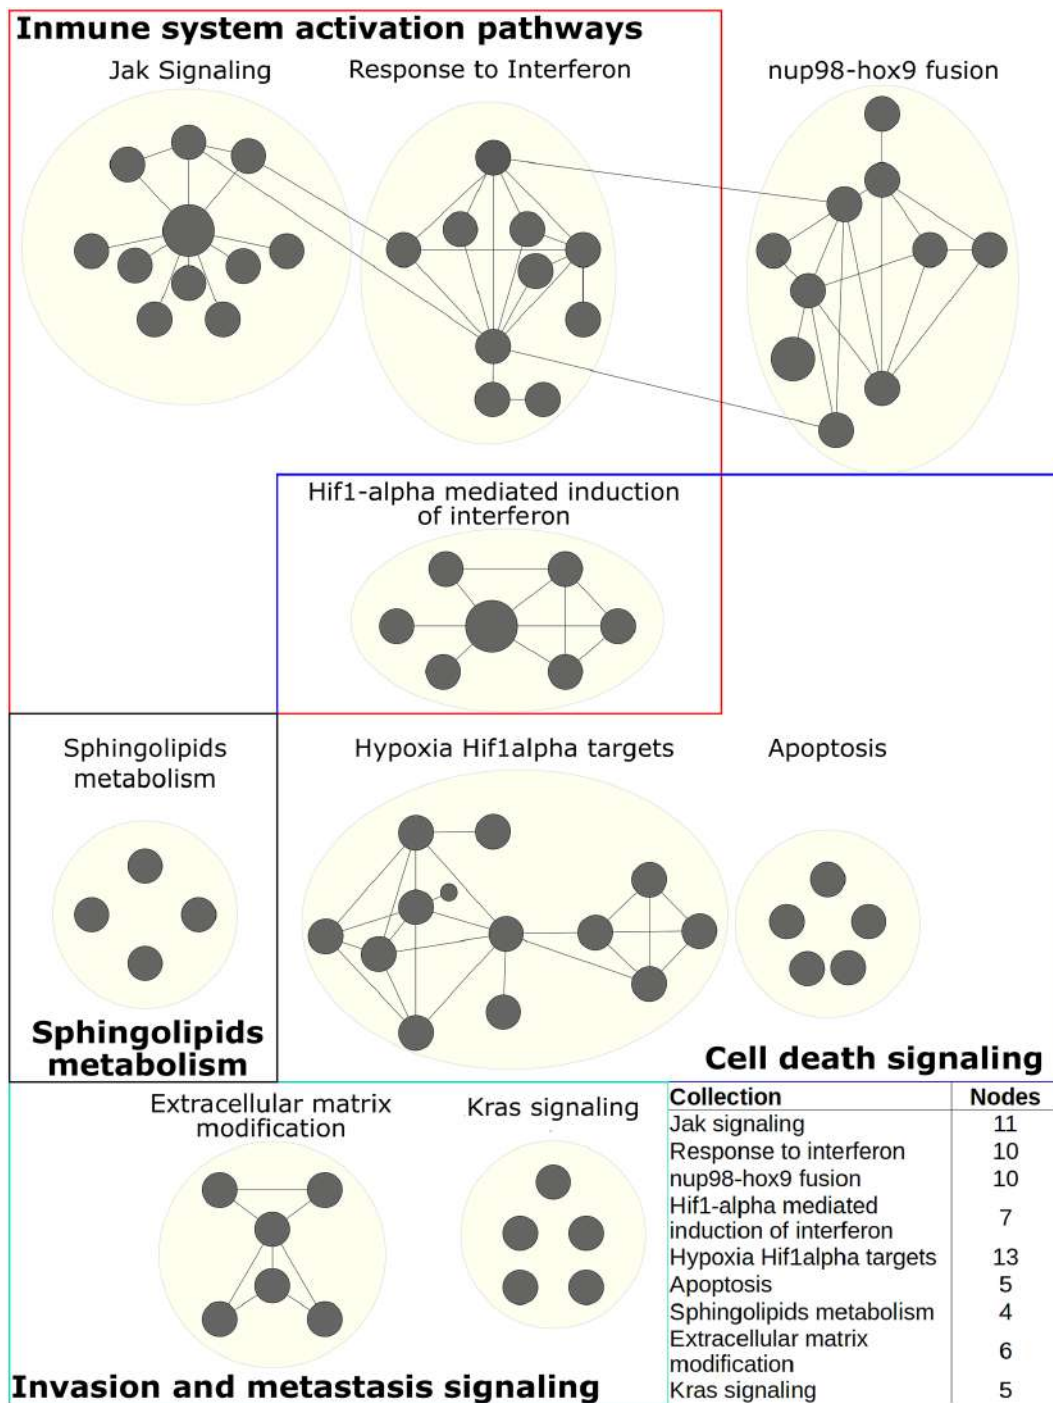 Inmune system activation pathways
Jak Signaling
Response to Interferon
nup98-hox9 fusion
Hif1-alpha mediated induction
of interferon
Sphingolipids
metabolism
Hypoxia Hif1alpha targets
Apoptosis
Sphingolipids
metabolism
Cell death signaling
Extracellular matrix
modification
Kras signaling
Collection Nodes
Jak signaling 11
Response to interferon 10
nup98-hox9 fusion 10
Hif1-alpha mediated
induction of interferon 7
Hypoxia Hif1alpha targets 13
Apoptosis 5
Sphingolipids metabolism 4
Extracellular matrix
modification 6
Kras signaling 5
Invasion and metastasis signaling